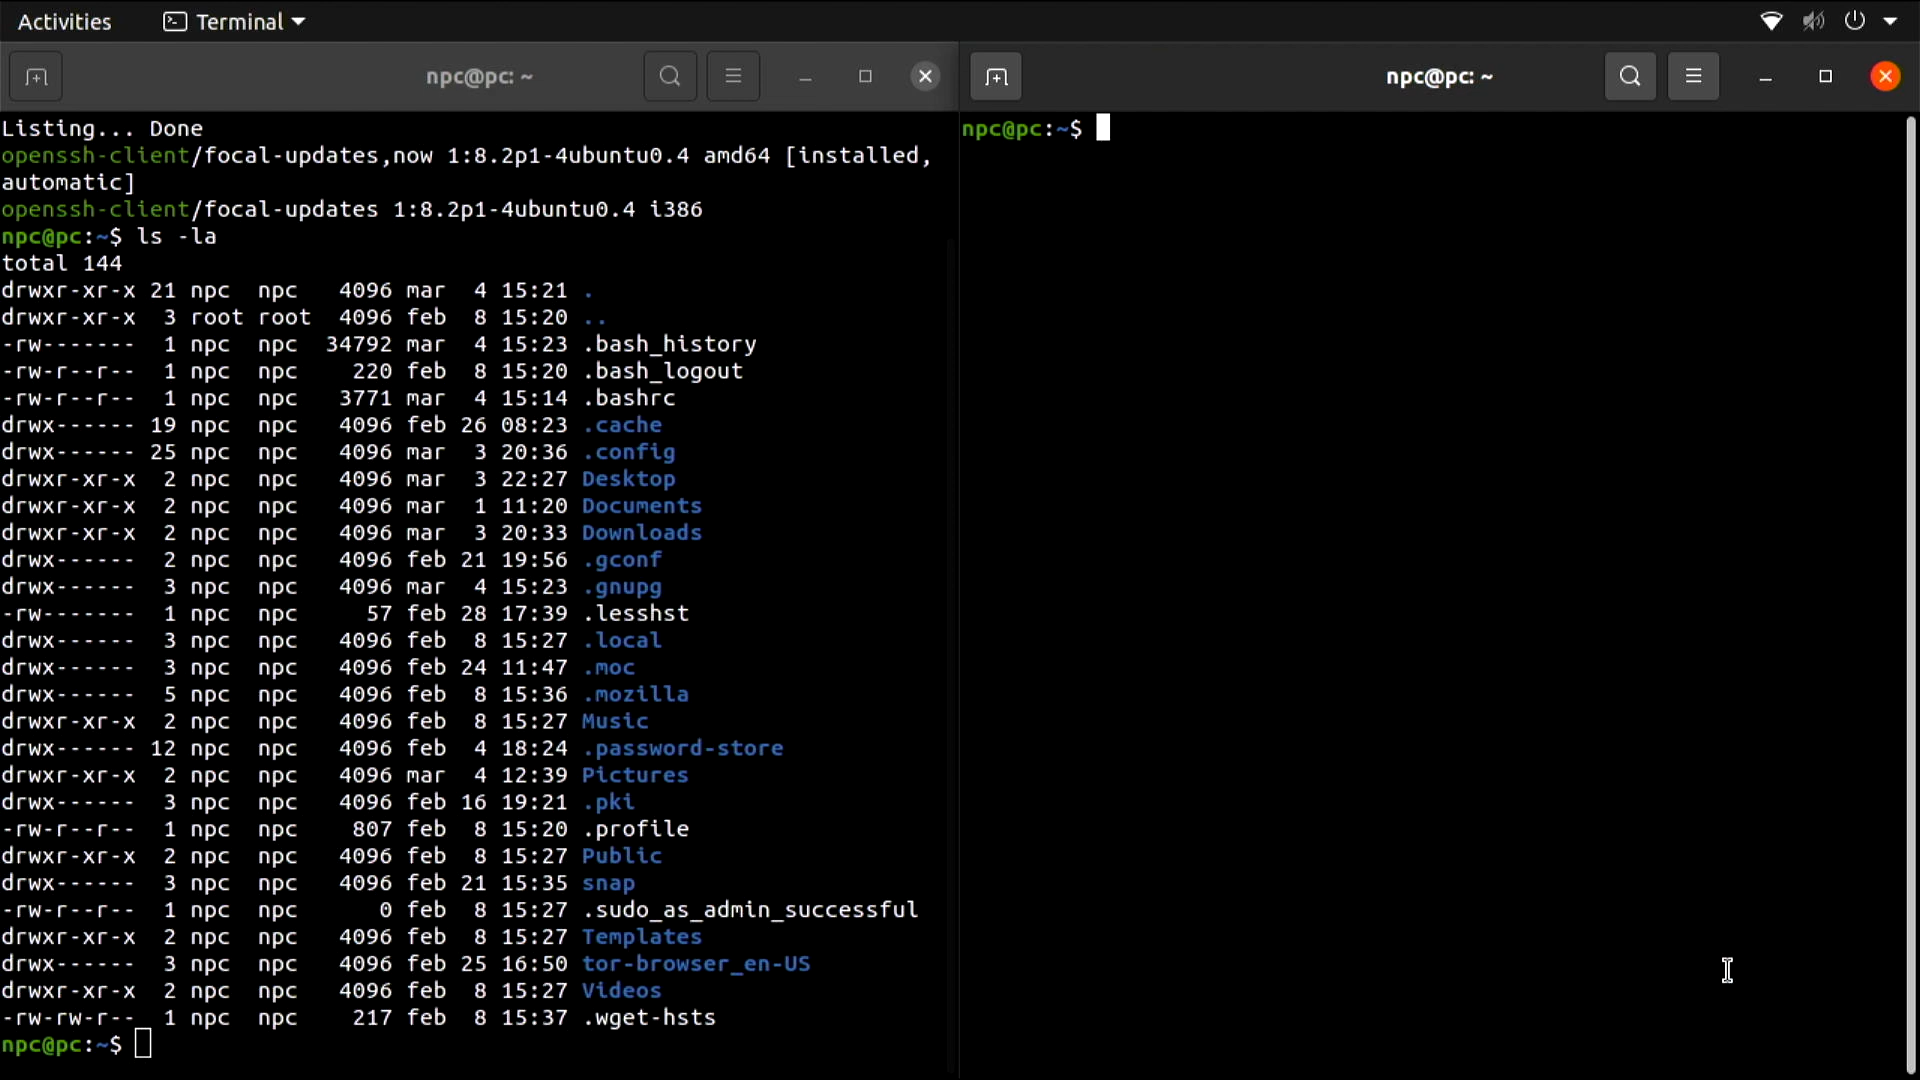 Activities Terminal
npc@pc: ~
Listing... Done
openssh-client/focal-updates,now 1:8.2p1-4ubuntu0.4 amd64 [installed,
automatic]
openssh-client/focal-updates 1:8.2p1-4ubuntu0.4 i386
npc@pc:~$ ls -la
total 144
drwxr-xr-x 21 npc  npc   4096 mar  4 15:21 .
drwxr-xr-x  3 root root  4096 feb  8 15:20 ..
-rw-------  1 npc  npc  34792 mar  4 15:23 .bash_history
-rw-r--r--  1 npc  npc    220 feb  8 15:20 .bash_logout
-rw-r--r--  1 npc  npc   3771 mar  4 15:14 .bashrc
drwx------ 19 npc  npc   4096 feb 26 08:23 .cache
drwx------ 25 npc  npc   4096 mar  3 20:36 .config
drwxr-xr-x  2 npc  npc   4096 mar  3 22:27 Desktop
drwxr-xr-x  2 npc  npc   4096 mar  1 11:20 Documents
drwxr-xr-x  2 npc  npc   4096 mar  3 20:33 Downloads
drwx------  2 npc  npc   4096 feb 21 19:56 .gconf
drwx------  3 npc  npc   4096 mar  4 15:23 .gnupg
-rw-------  1 npc  npc     57 feb 28 17:39 .lesshst
drwx------  3 npc  npc   4096 feb  8 15:27 .local
drwx------  3 npc  npc   4096 feb 24 11:47 .moc
drwx------  5 npc  npc   4096 feb  8 15:36 .mozilla
drwxr-xr-x  2 npc  npc   4096 feb  8 15:27 Music
drwx------ 12 npc  npc   4096 feb  4 18:24 .password-store
drwxr-xr-x  2 npc  npc   4096 mar  4 12:39 Pictures
drwx------  3 npc  npc   4096 feb 16 19:21 .pki
-rw-r--r--  1 npc  npc    807 feb  8 15:20 .profile
drwxr-xr-x  2 npc  npc   4096 feb  8 15:27 Public
drwx------  3 npc  npc   4096 feb 21 15:35 snap
-rw-r--r--  1 npc  npc      0 feb  8 15:27 .sudo_as_admin_successful
drwxr-xr-x  2 npc  npc   4096 feb  8 15:27 Templates
drwx------  3 npc  npc   4096 feb 25 16:50 tor-browser_en-US
drwxr-xr-x  2 npc  npc   4096 feb  8 15:27 Videos
-rw-rw-r--  1 npc  npc    217 feb  8 15:37 .wget-hsts
npc@pc:~$
npc@pc: ~
npc@pc:~$